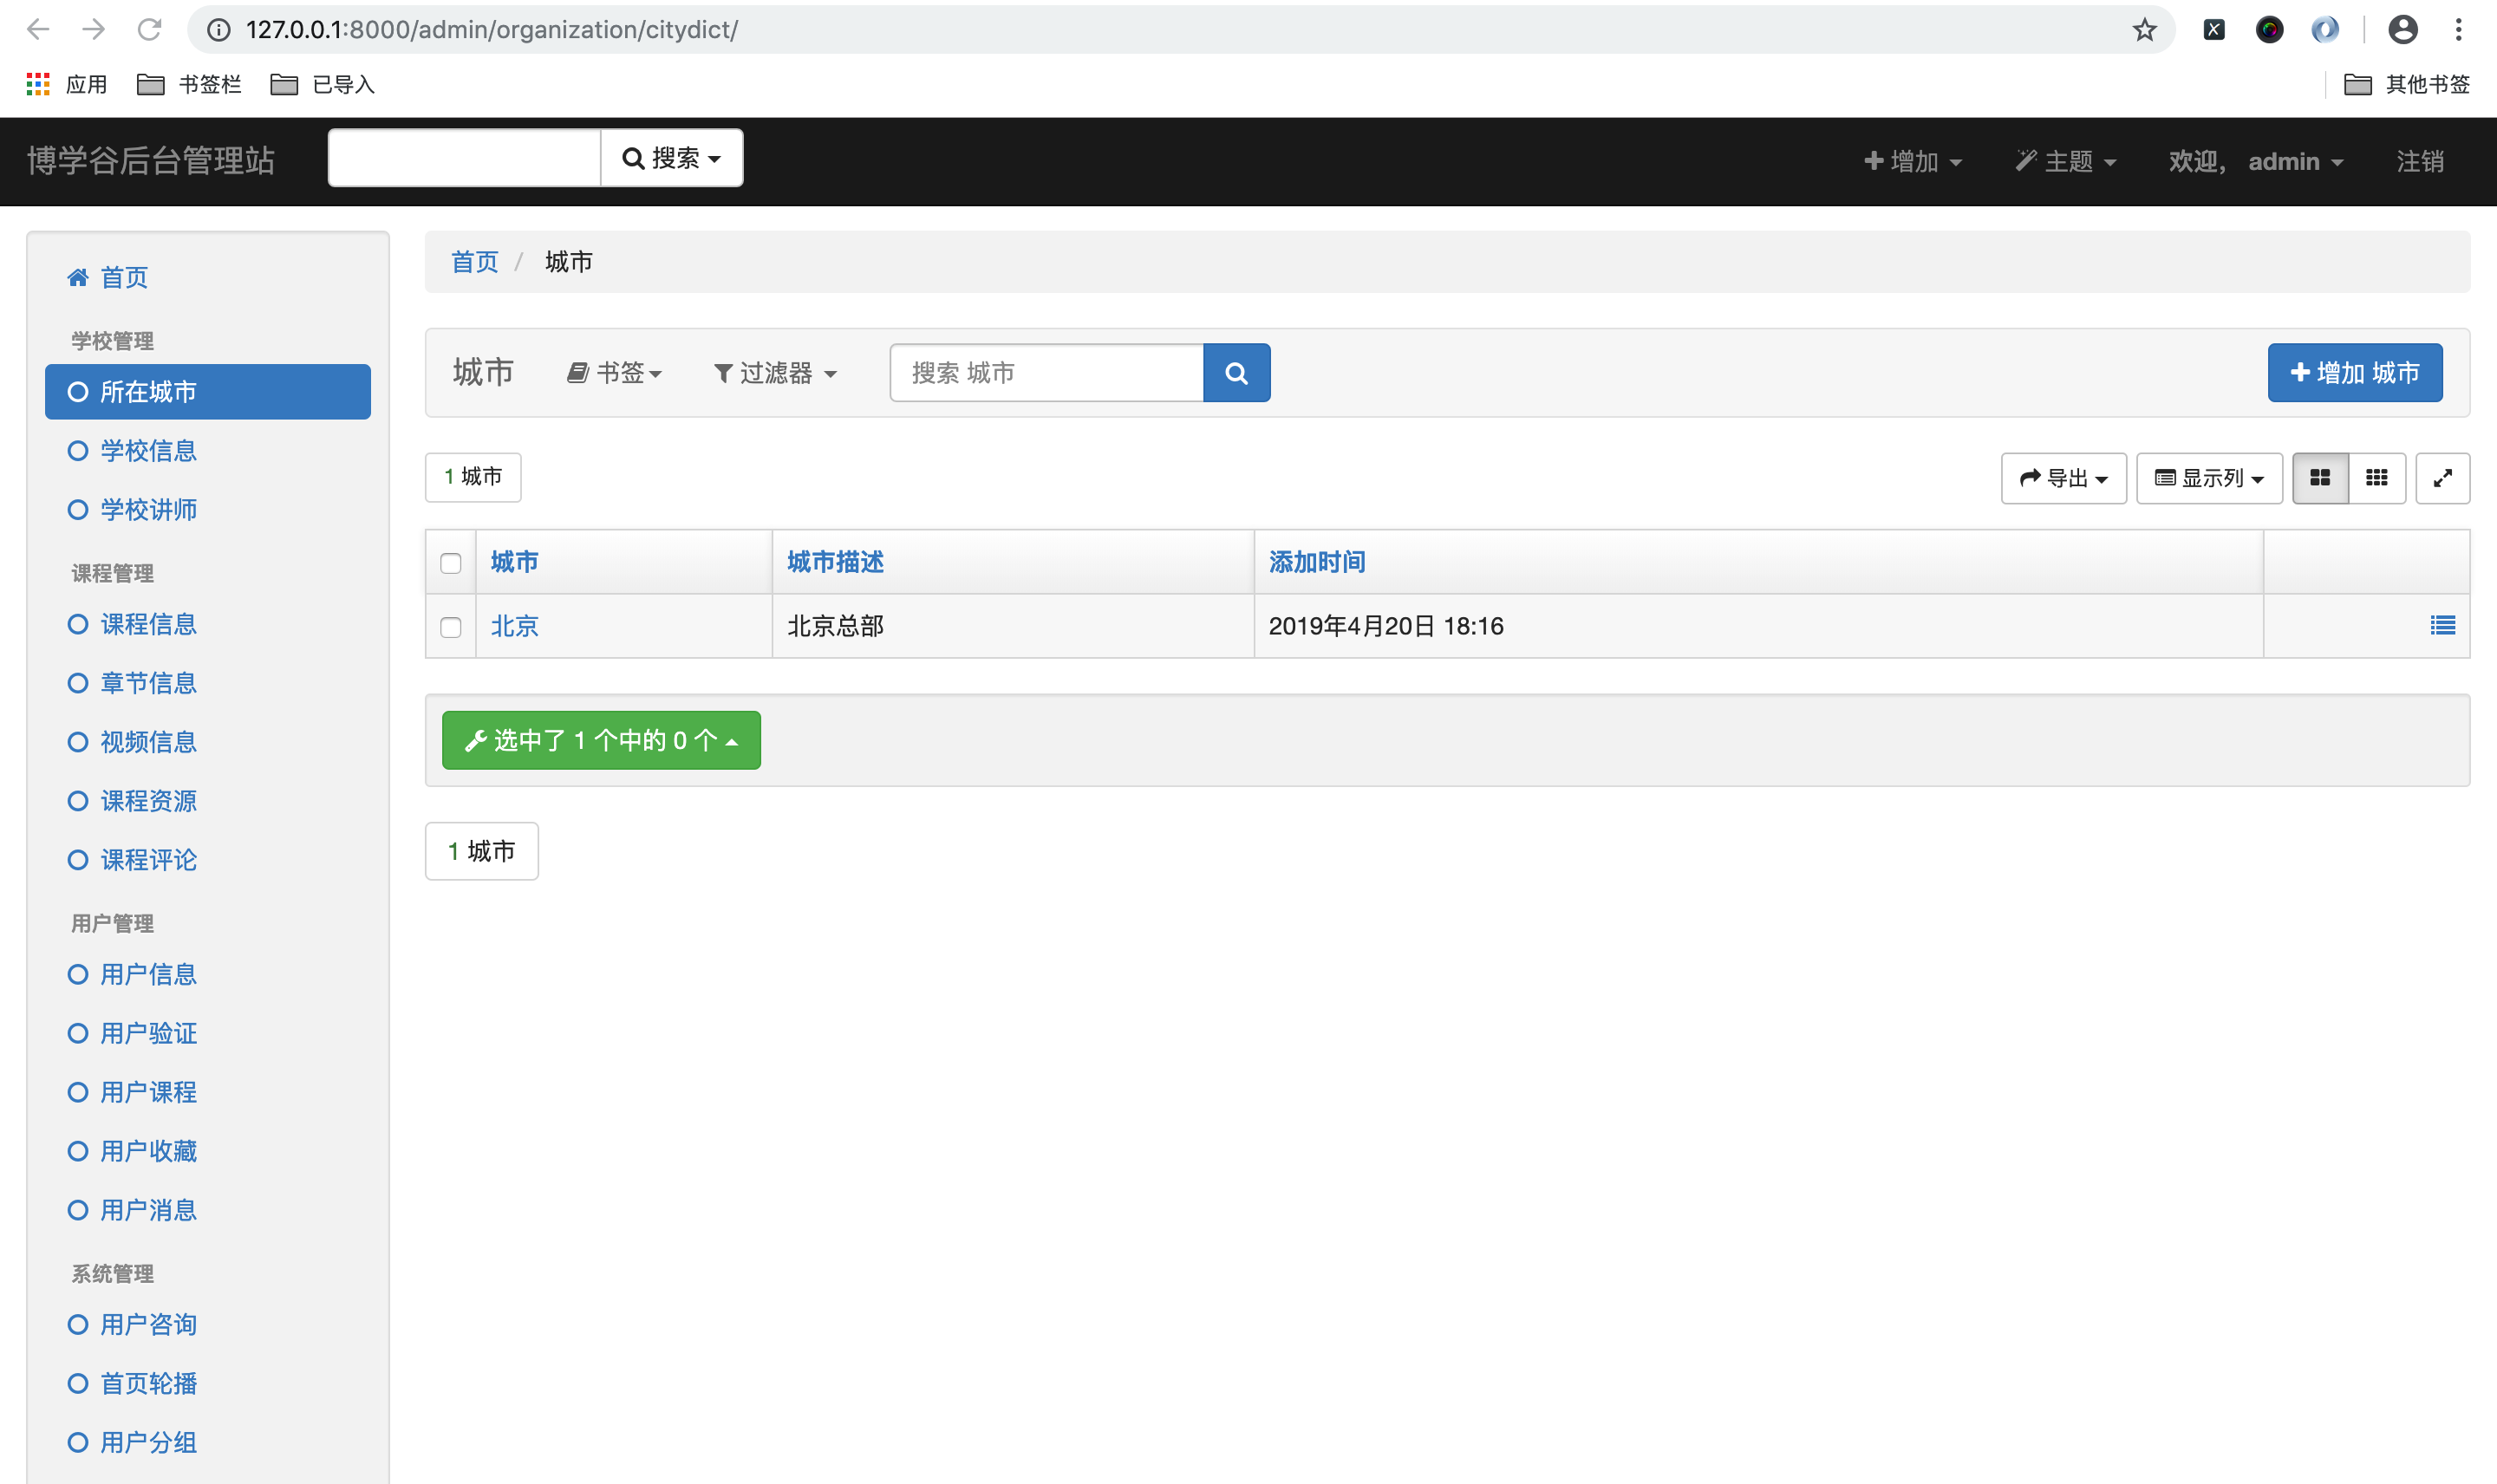 127.0.0.1:8000/admin/organization/citydict/
应用 书签栏 已导入 其他书签
博学谷后台管理站 搜索 增加 主题 欢迎， admin 注销
首页
学校管理
所在城市
学校信息
学校讲师
课程管理
课程信息
章节信息
视频信息
课程资源
课程评论
用户管理
用户信息
用户验证
用户课程
用户收藏
用户消息
系统管理
用户咨询
首页轮播
用户分组
首页 / 城市
城市 书签 过滤器 搜索 城市 增加 城市
1 城市 导出 显示列
城市 城市描述 添加时间
北京 北京总部 2019年4月20日 18:16
选中了 1 个中的 0 个
1 城市